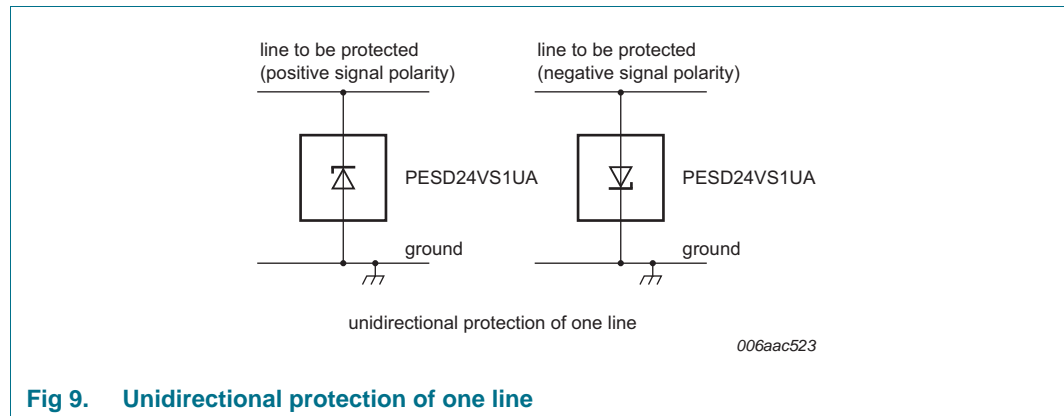 line to be protected
(positive signal polarity)
PESD24VS1UA
ground
line to be protected
(negative signal polarity)
PESD24VS1UA
ground
unidirectional protection of one line
006aac523
Fig 9. Unidirectional protection of one line